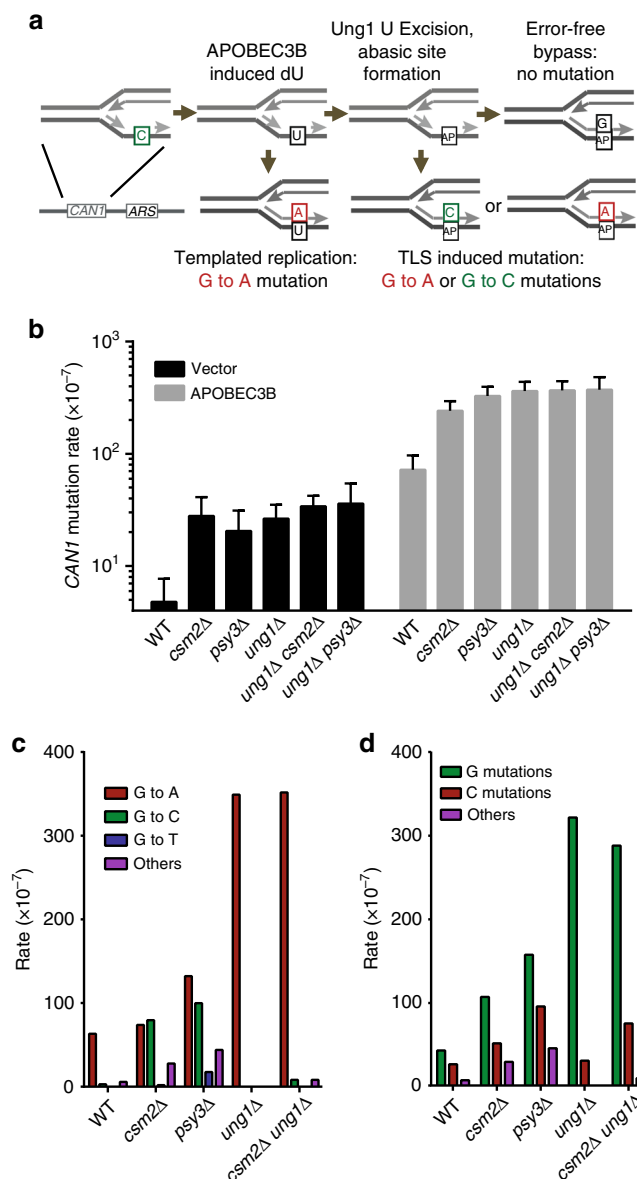 a
APOBEC3B
induced dU
Ung1 U Excision,
abasic site
formation
Error-free
bypass:
no mutation
C
U
AP
G
AP
CAN1
ARS
A
U
C
AP
or
A
AP
Templated replication:
G to A mutation
TLS induced mutation:
G to A or G to C mutations
b
CAN1 mutation rate (×10⁻⁷)
10³
10²
10¹
Vector
APOBEC3B
WT
csm2Δ
psy3Δ
ung1Δ
ung1Δ csm2Δ
ung1Δ psy3Δ
WT
csm2Δ
psy3Δ
ung1Δ
ung1Δ csm2Δ
ung1Δ psy3Δ
c
Rate (×10⁻⁷)
400
300
200
100
0
G to A
G to C
G to T
Others
WT
csm2Δ
psy3Δ
ung1Δ
csm2Δ ung1Δ
d
Rate (×10⁻⁷)
400
300
200
100
0
G mutations
C mutations
Others
WT
csm2Δ
psy3Δ
ung1Δ
csm2Δ ung1Δ